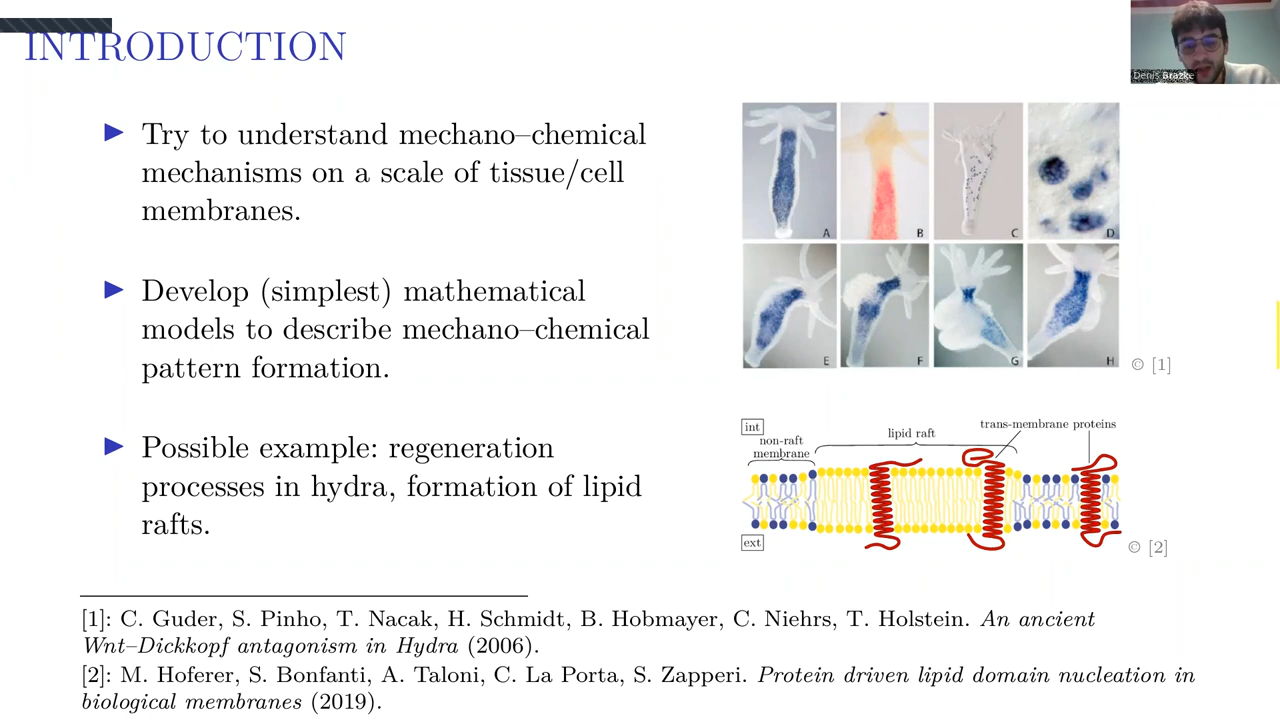 INTRODUCTION
Denis Brazke
▶ Try to understand mechano–chemical
mechanisms on a scale of tissue/cell
membranes.
▶ Develop (simplest) mathematical
models to describe mechano–chemical
pattern formation.
▶ Possible example: regeneration
processes in hydra, formation of lipid
rafts.
A B C D
E F G H
© [1]
int
non-raft
membrane
lipid raft
trans-membrane proteins
ext
© [2]
[1]: C. Guder, S. Pinho, T. Nacak, H. Schmidt, B. Hobmayer, C. Niehrs, T. Holstein. An ancient
Wnt–Dickkopf antagonism in Hydra (2006).
[2]: M. Hoferer, S. Bonfanti, A. Taloni, C. La Porta, S. Zapperi. Protein driven lipid domain nucleation in
biological membranes (2019).